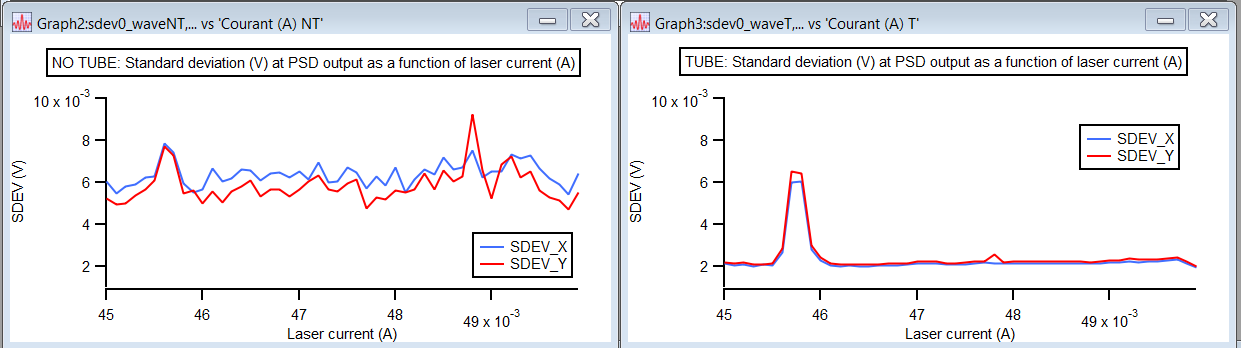 Graph2:sdev0_waveNT,... vs 'Courant (A) NT'
NO TUBE: Standard deviation (V) at PSD output as a function of laser current (A)
10 x 10⁻³
8
6
4
2
SDEV (V)
SDEV_X
SDEV_Y
45 46 47 48 49 x 10⁻³
Laser current (A)
Graph3:sdev0_waveT,... vs 'Courant (A) T'
TUBE: Standard deviation (V) at PSD output as a function of laser current (A)
10 x 10⁻³
8
6
4
2
SDEV (V)
SDEV_X
SDEV_Y
45 46 47 48 49 x 10⁻³
Laser current (A)